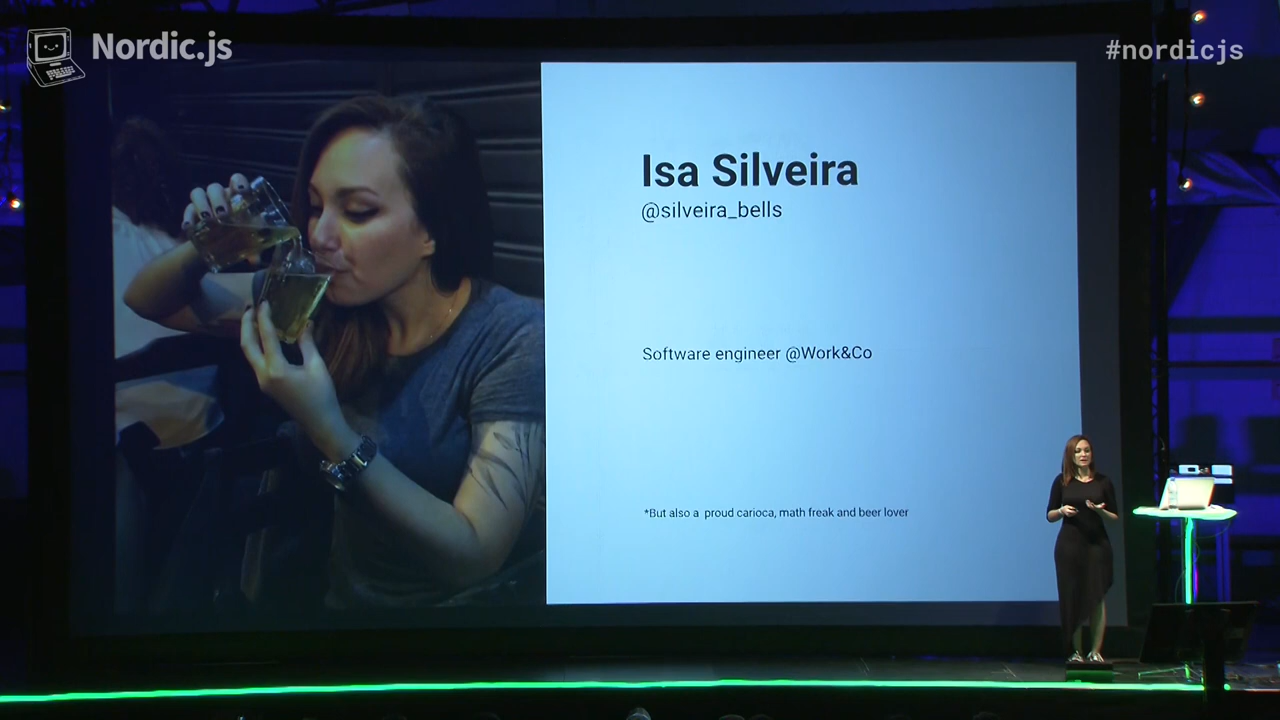 Nordic.js
#nordicjs
Isa Silveira
@silveira_bells
Software engineer @Work&Co
*But also a proud carioca, math freak and beer lover